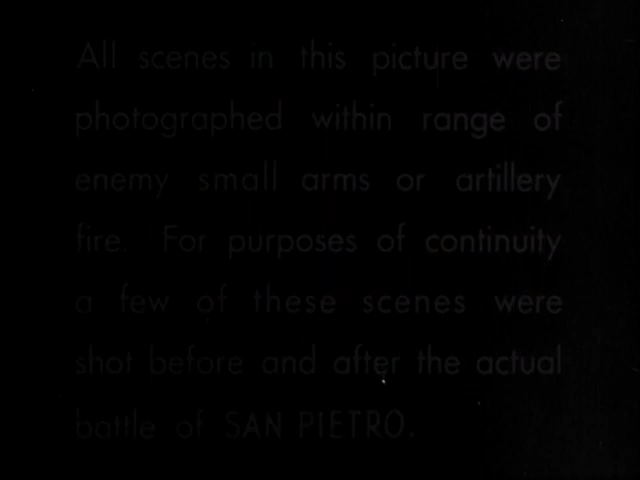 All scenes in this picture were
photographed within range of
enemy small arms or artillery
fire. For purposes of continuity
a few of these scenes were
shot before and after the actual
battle of SAN PIETRO.